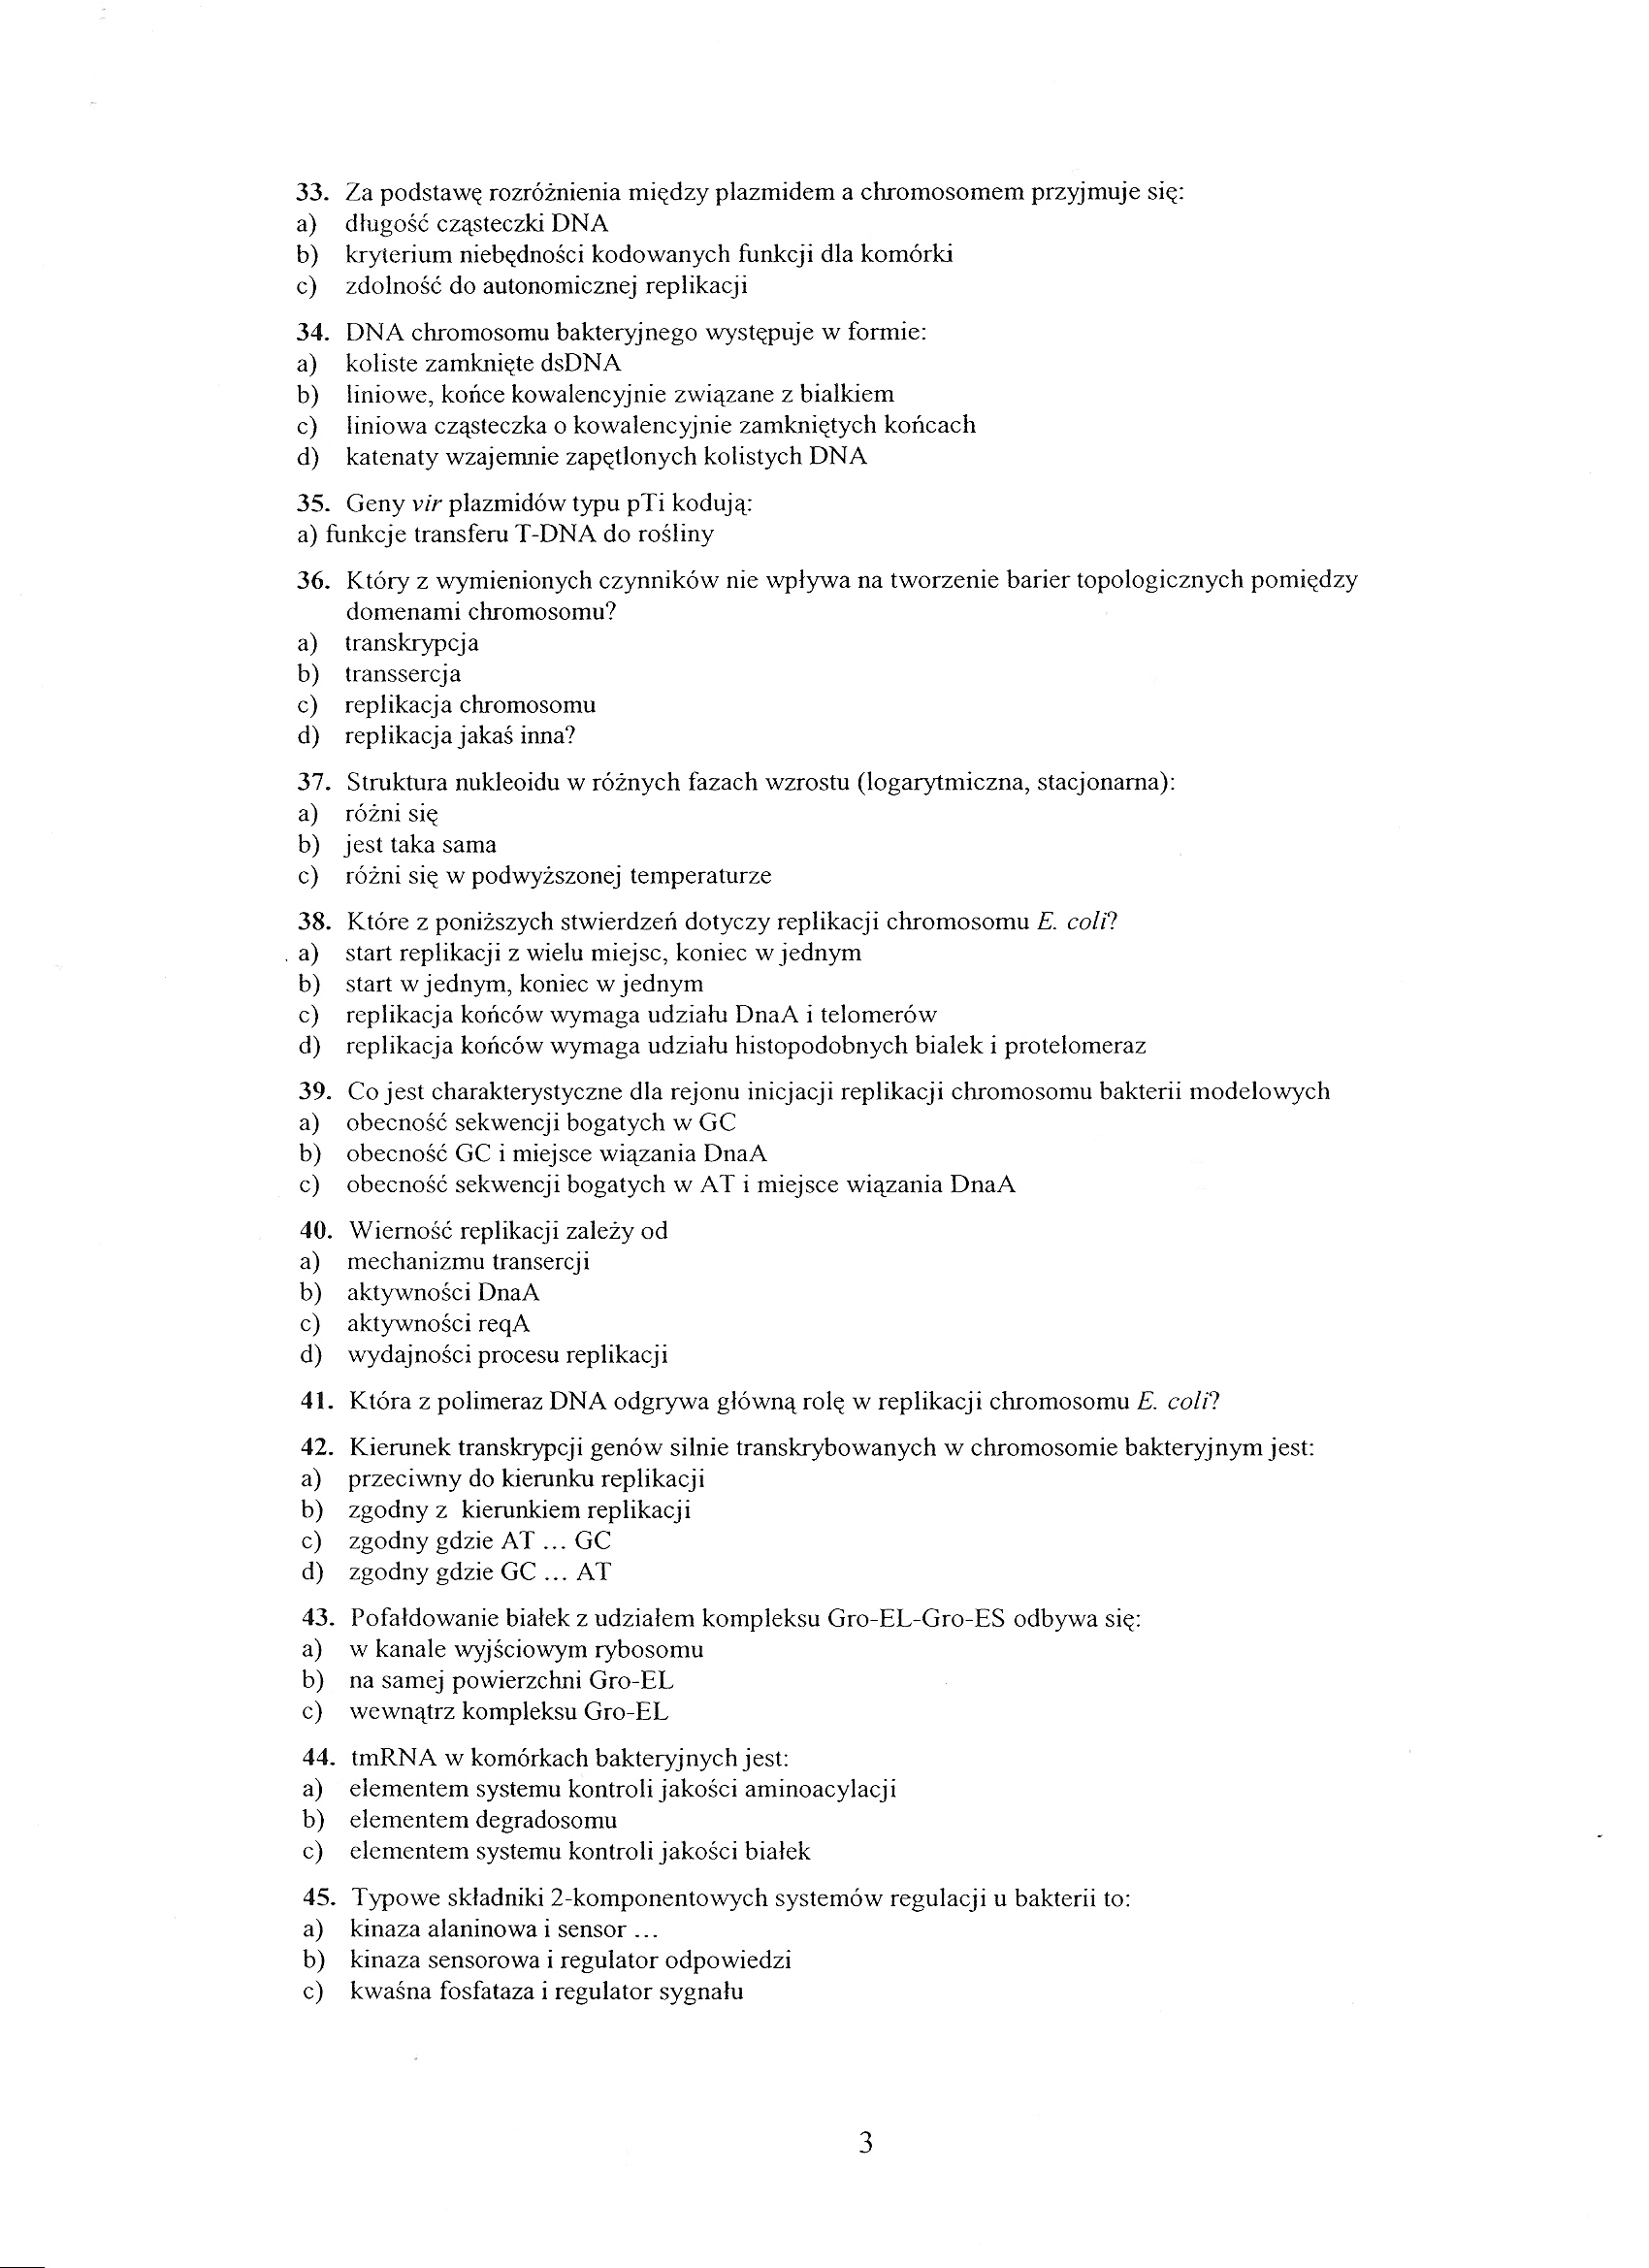 33. Za podstawę rozróżnienia między plazmidem a chromosomem przyjmuje się:
a) długość cząsteczki DNA
b) kryterium niebędności kodowanych funkcji dla komórki
c) zdolność do autonomicznej replikacji
34. DNA chromosomu bakteryjnego występuje w formie:
a) koliste zamknięte dsDNA
b) liniowe, końce kowalencyjnie związane z bialkiem
c) liniowa cząsteczka o kowalencyjnie zamkniętych końcach
d) katenaty wzajemnie zapętlonych kolistych DNA
35. Geny vir plazmidów typu pTi kodują:
a) funkcje transferu T-DNA do rośliny
36. Który z wymienionych czynników nie wpływa na tworzenie barier topologicznych pomiędzy
domenami chromosomu?
a) transkrypcja
b) transsercja
c) replikacja chromosomu
d) replikacja jakaś inna?
37. Struktura nukleoidu w różnych fazach wzrostu (logarytmiczna, stacjonarna):
a) różni się
b) jest taka sama
c) różni się w podwyższonej temperaturze
38. Które z poniższych stwierdzeń dotyczy replikacji chromosomu E. coli?
a) start replikacji z wielu miejsc, koniec w jednym
b) start w jednym, koniec w jednym
c) replikacja końców wymaga udziału DnaA i telomerów
d) replikacja końców wymaga udziału histopodobnych bialek i protelomeraz
39. Co jest charakterystyczne dla rejonu inicjacji replikacji chromosomu bakterii modelowych
a) obecność sekwencji bogatych w GC
b) obecność GC i miejsce wiązania DnaA
c) obecność sekwencji bogatych w AT i miejsce wiązania DnaA
40. Wierność replikacji zależy od
a) mechanizmu transercji
b) aktywności DnaA
c) aktywności reqA
d) wydajności procesu replikacji
41. Która z polimeraz DNA odgrywa główną rolę w replikacji chromosomu E. coli?
42. Kierunek transkrypcji genów silnie transkrybowanych w chromosomie bakteryjnym jest:
a) przeciwny do kierunku replikacji
b) zgodny z kierunkiem replikacji
c) zgodny gdzie AT ... GC
d) zgodny gdzie GC ... AT
43. Pofałdowanie białek z udziałem kompleksu Gro-EL-Gro-ES odbywa się:
a) w kanale wyjściowym rybosomu
b) na samej powierzchni Gro-EL
c) wewnątrz kompleksu Gro-EL
44. tmRNA w komórkach bakteryjnych jest:
a) elementem systemu kontroli jakości aminoacylacji
b) elementem degradosomu
c) elementem systemu kontroli jakości białek
45. Typowe składniki 2-komponentowych systemów regulacji u bakterii to:
a) kinaza alaninowa i sensor ...
b) kinaza sensorowa i regulator odpowiedzi
c) kwaśna fosfataza i regulator sygnału
3